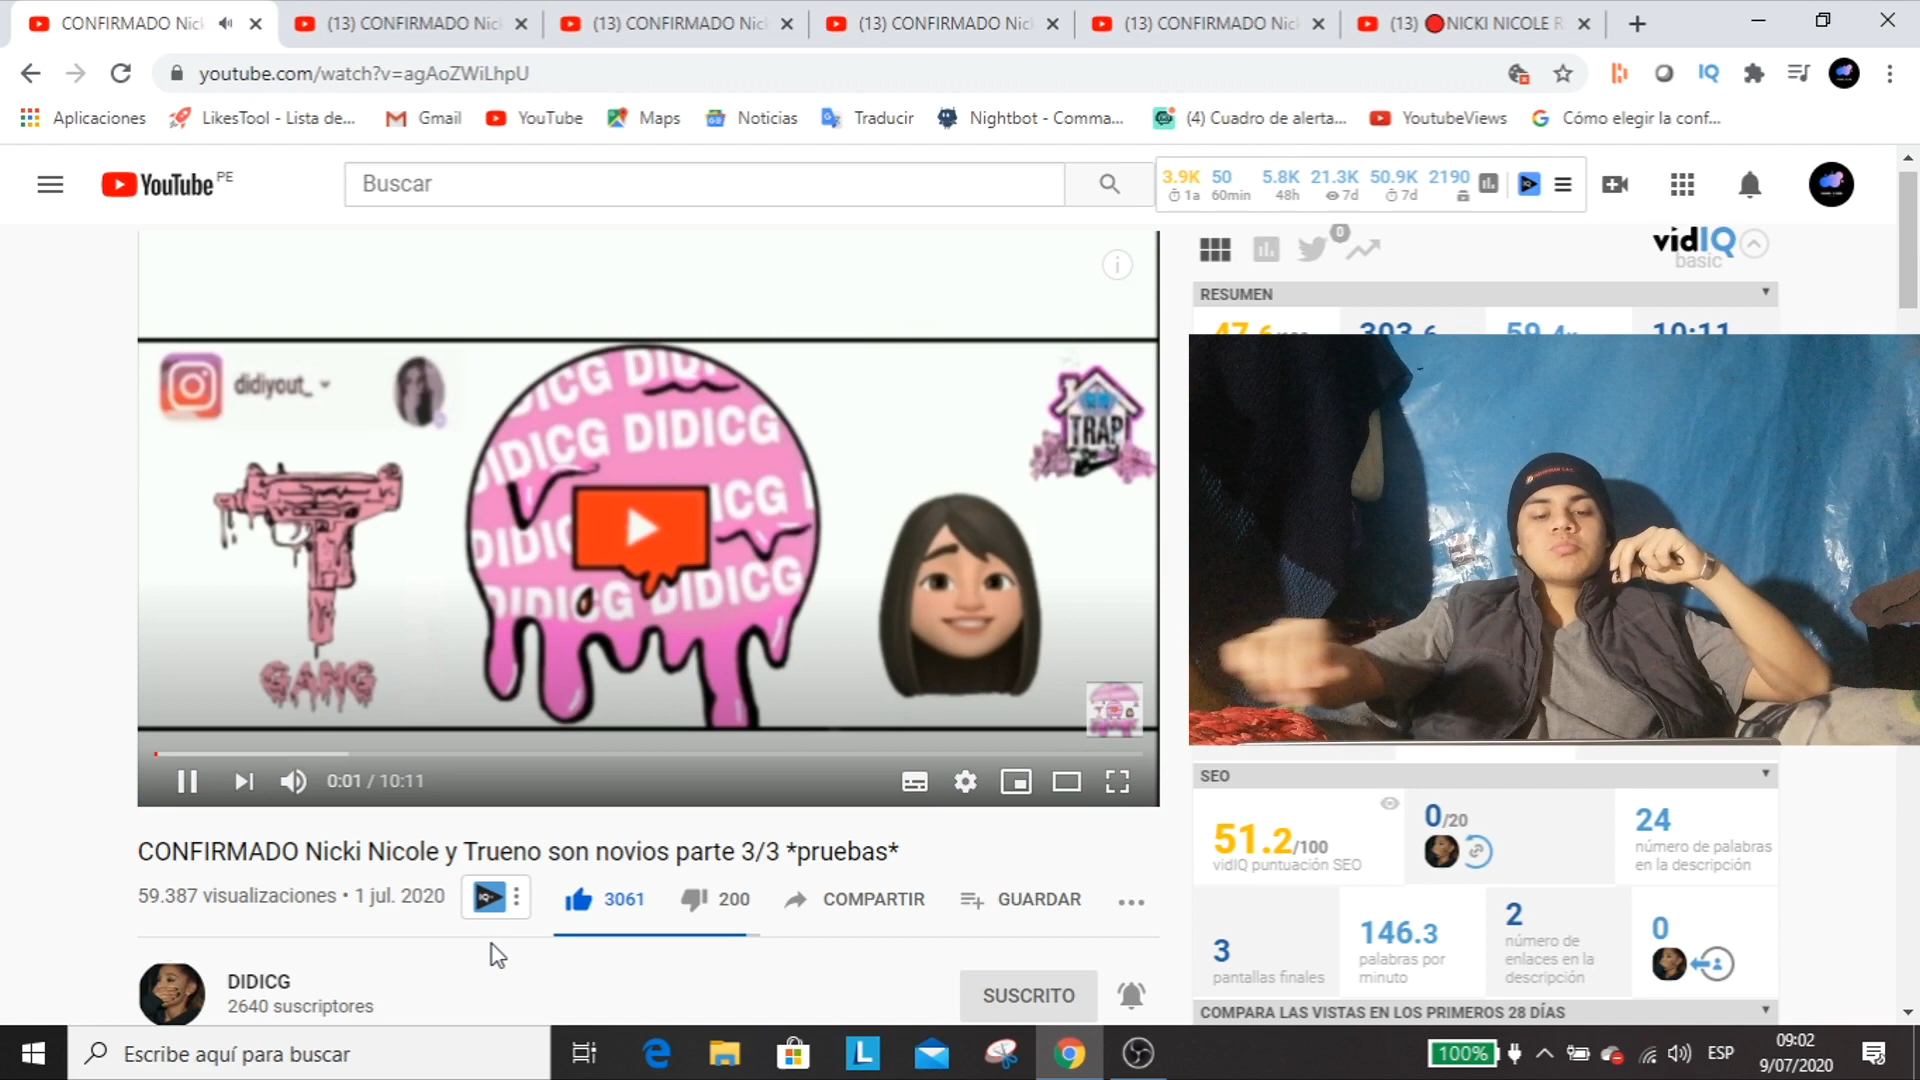 CONFIRMADO Nick
(13) CONFIRMADO Nick
(13) CONFIRMADO Nick
(13) CONFIRMADO Nick
(13) CONFIRMADO Nick
(13) NICKI NICOLE R
youtube.com/watch?v=agAoZWiLhpU
IQ
Aplicaciones
LikesTool - Lista de...
Gmail
YouTube
Maps
Noticias
Traducir
Nightbot - Comma...
(4) Cuadro de alerta...
YoutubeViews
Cómo elegir la conf...
YouTube PE
Buscar
3.9K 50 5.8K 21.3K 50.9K 2190
1a 60min 48h 7d 7d
0
vidIQ
basic
RESUMEN
didiyout_
DIDICG DIDICG
TRAP
GANG
0:01 / 10:11
CONFIRMADO Nicki Nicole y Trueno son novios parte 3/3 *pruebas*
59.387 visualizaciones • 1 jul. 2020
3061
200
COMPARTIR
GUARDAR
DIDICG
2640 suscriptores
SUSCRITO
SEO
51.2/100
vidIQ puntuación SEO
0/20
24
número de palabras
en la descripción
3
pantallas finales
146.3
palabras por
minuto
2
número de
enlaces en la
descripción
0
COMPARA LAS VISTAS EN LOS PRIMEROS 28 DÍAS
Escribe aquí para buscar
100%
ESP
09:02
9/07/2020